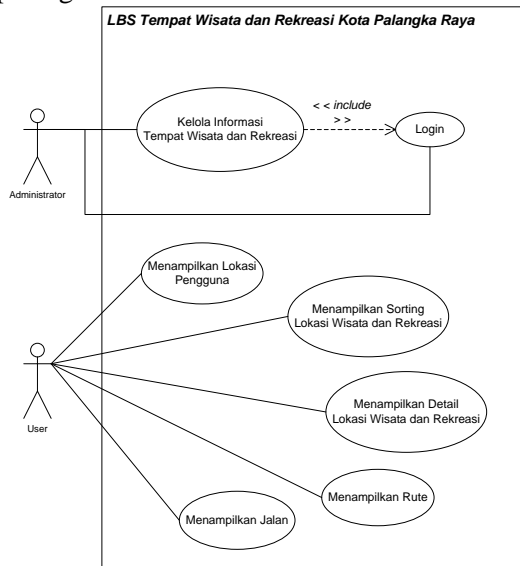 LBS Tempat Wisata dan Rekreasi Kota Palangka Raya
< < include
> >
Kelola Informasi
Tempat Wisata dan Rekreasi
Login
Administrator
Menampilkan Lokasi
Pengguna
Menampilkan Sorting
Lokasi Wisata dan Rekreasi
Menampilkan Detail
Lokasi Wisata dan Rekreasi
User
Menampilkan Rute
Menampilkan Jalan